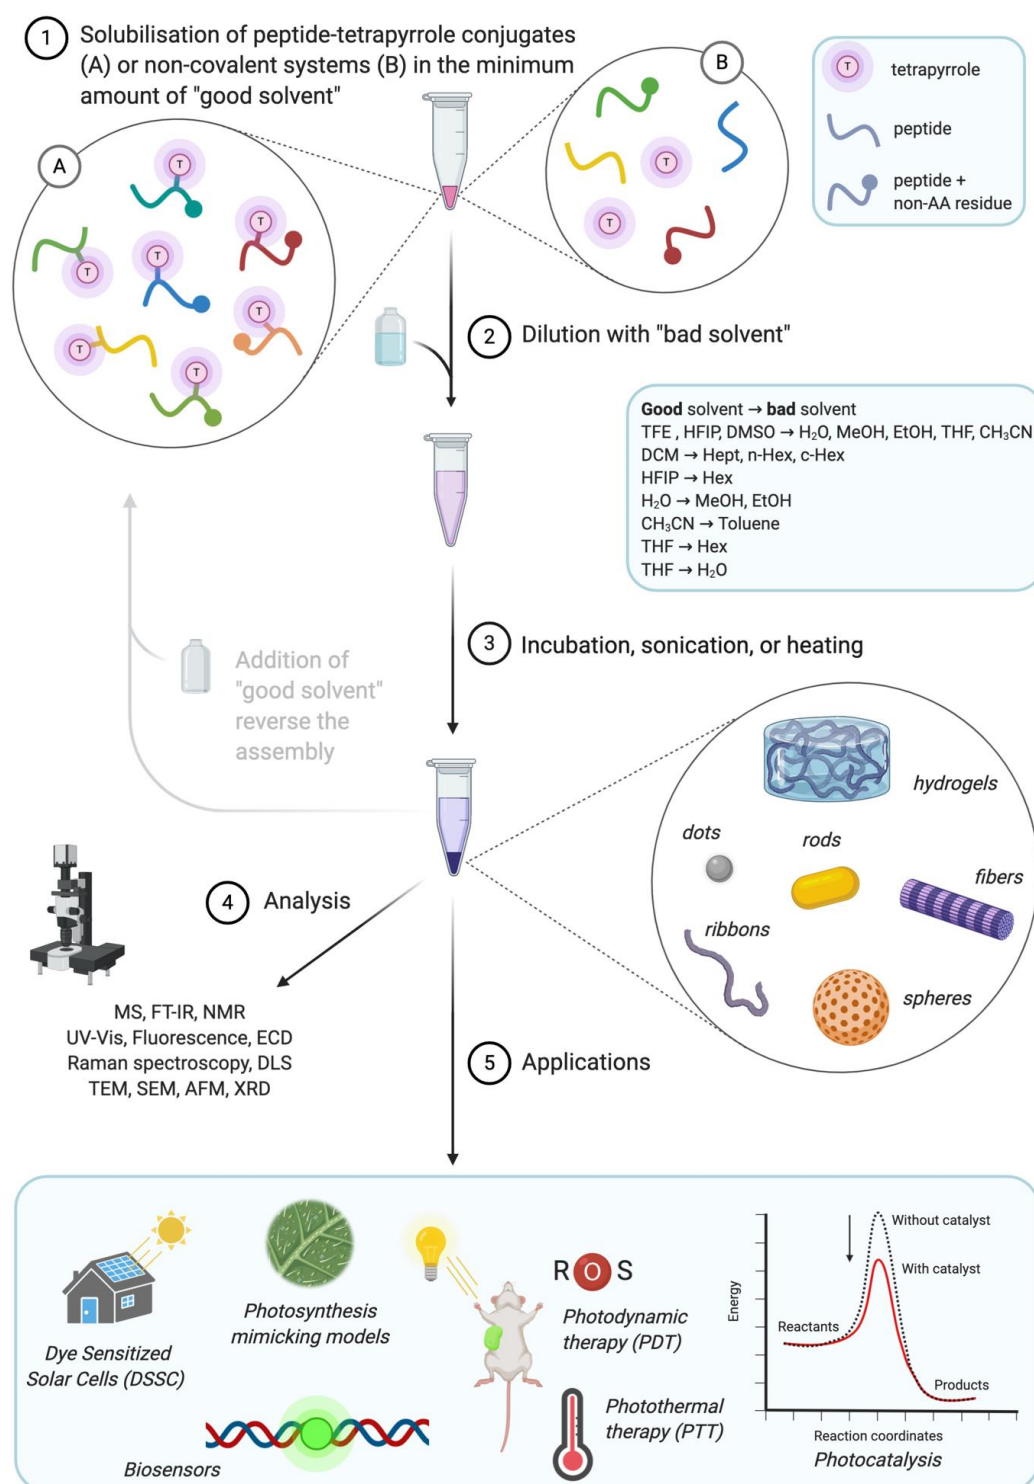 1
Solubilisation of peptide-tetrapyrrole conjugates
(A) or non-covalent systems (B) in the minimum
amount of "good solvent"
A
T
T
T
T
T
T
T
B
T
T
T
tetrapyrrole
peptide
peptide +
non-AA residue
2
Dilution with "bad solvent"
Good solvent → bad solvent
TFE , HFIP, DMSO → H₂O, MeOH, EtOH, THF, CH₃CN
DCM → Hept, n-Hex, c-Hex
HFIP → Hex
H₂O → MeOH, EtOH
CH₃CN → Toluene
THF → Hex
THF → H₂O
3
Incubation, sonication, or heating
Addition of
"good solvent"
reverse the
assembly
hydrogels
dots
rods
fibers
ribbons
spheres
4
Analysis
MS, FT-IR, NMR
UV-Vis, Fluorescence, ECD
Raman spectroscopy, DLS
TEM, SEM, AFM, XRD
5
Applications
Dye Sensitized
Solar Cells (DSSC)
Photosynthesis
mimicking models
Biosensors
ROS
Photodynamic
therapy (PDT)
Photothermal
therapy (PTT)
Energy
Without catalyst
With catalyst
Reactants
Products
Reaction coordinates
Photocatalysis